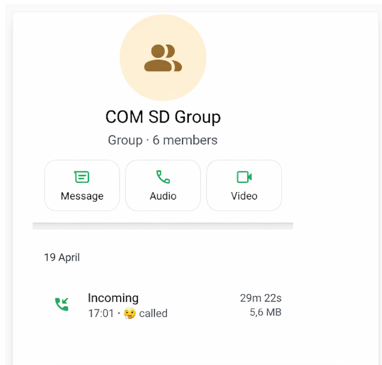 COM SD Group
Group · 6 members
Message Audio Video
19 April
Incoming 29m 22s
17:01 · 😪 called 5,6 MB